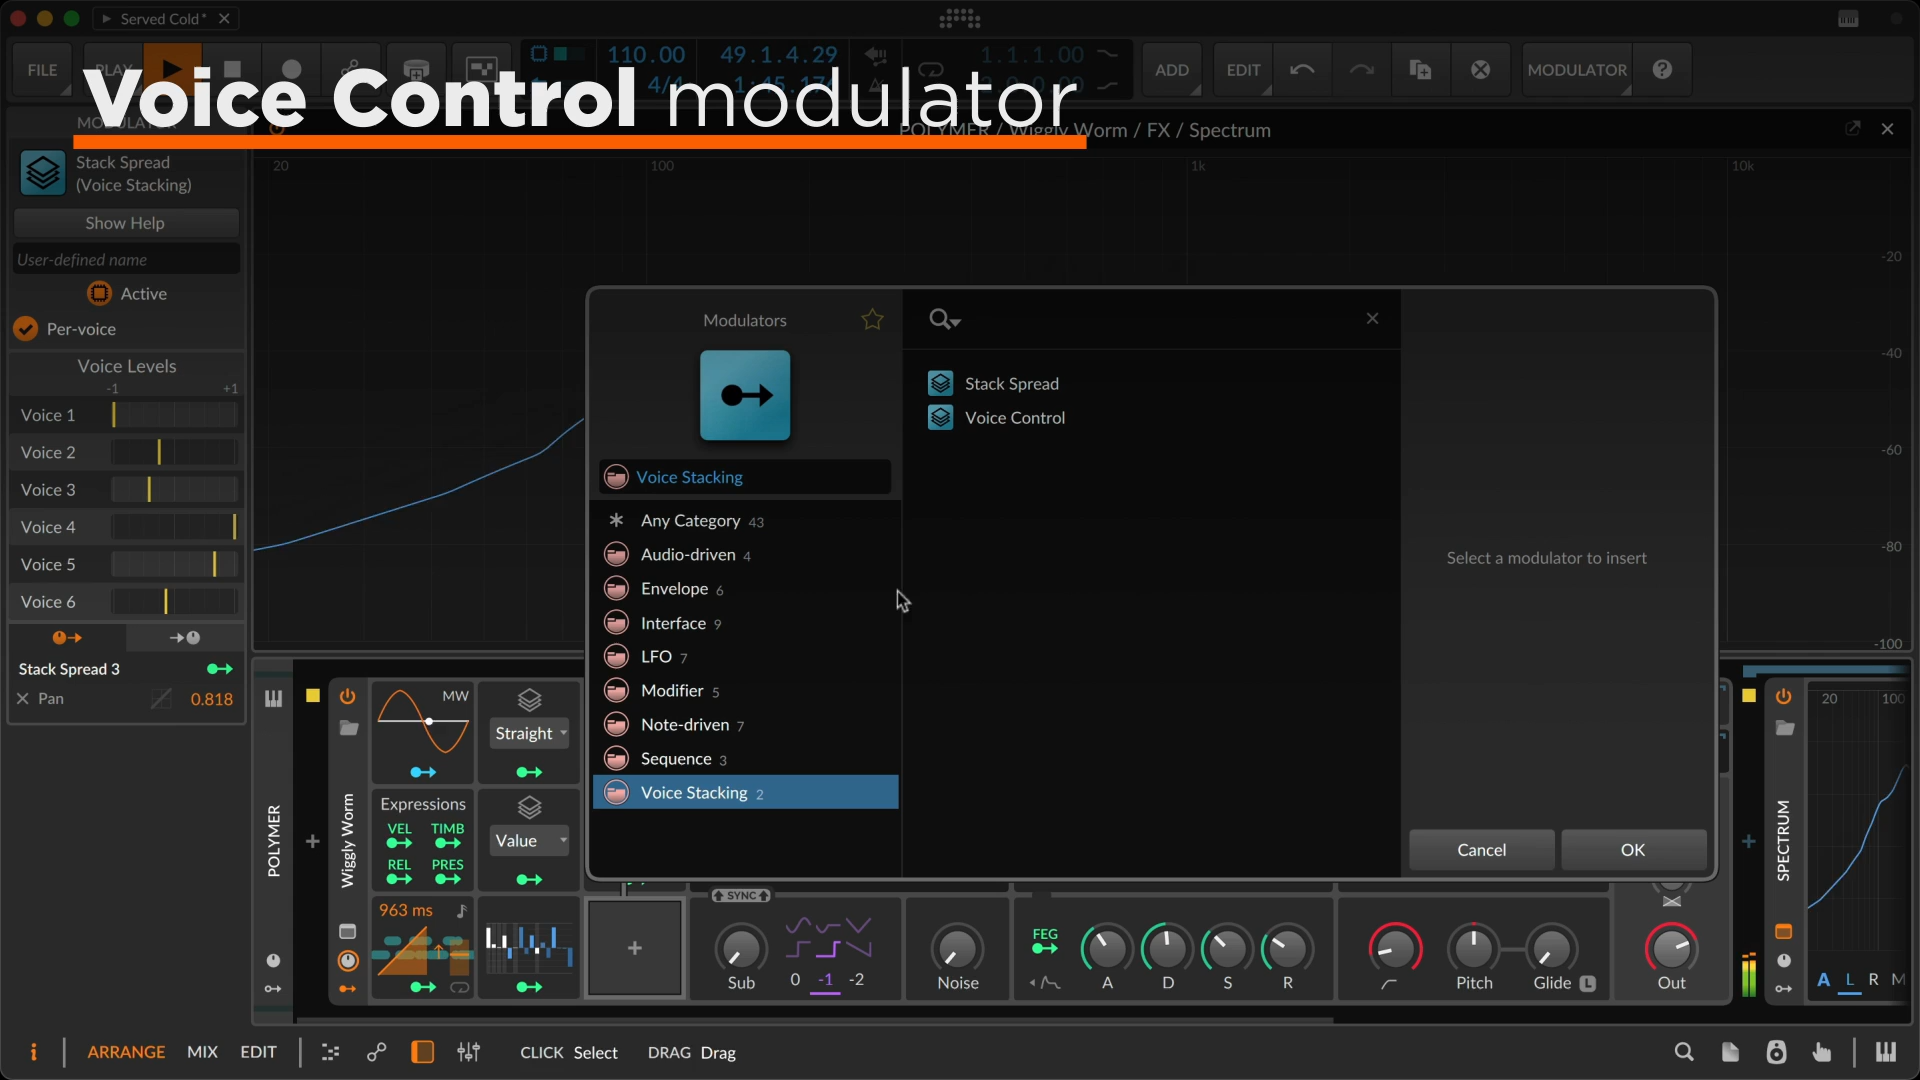 Served Cold*
FILE
PLAY
110.00
4/4
49.1.4.29
1.1.1.00
ADD
EDIT
MODULATOR
Voice Control modulator
MODULATOR
POLYMER / Wiggly Worm / FX / Spectrum
Stack Spread
(Voice Stacking)
Show Help
User-defined name
Active
Per-voice
Voice Levels
-1 +1
Voice 1
Voice 2
Voice 3
Voice 4
Voice 5
Voice 6
Stack Spread 3
Pan 0.818
20 100 1k 10k
-20
-40
-60
-80
-100
Modulators
Voice Stacking
Any Category 43
Audio-driven 4
Envelope 6
Interface 9
LFO 7
Modifier 5
Note-driven 7
Sequence 3
Voice Stacking 2
Stack Spread
Voice Control
Select a modulator to insert
Cancel
OK
POLYMER
Wiggly Worm
MW
Straight
Expressions
VEL TIMB
REL PRES
Value
963 ms
SYNC
Sub
0 -1 -2
Noise
FEG
A
D
S
R
Pitch
Glide L
Out
SPECTRUM
20 100
A L R M
ARRANGE MIX EDIT
CLICK Select DRAG Drag